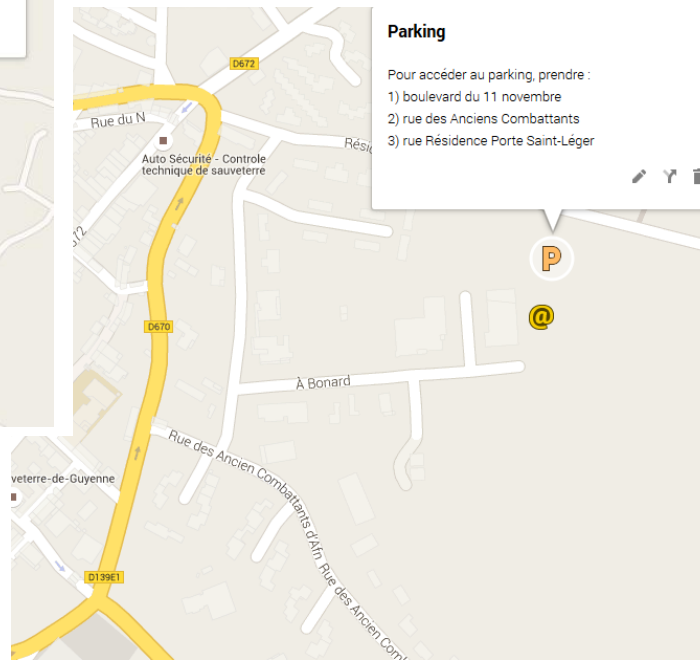 Parking
Pour accéder au parking, prendre :
1) boulevard du 11 novembre
2) rue des Anciens Combattants
3) rue Résidence Porte Saint-Léger
D672
Rue du N
Auto Sécurité - Controle
technique de sauveterre
P
@
D670
À Bonard
Rue des Ancien Combattants d'Afn
Rue des Ancien Com
veterre-de-Guyenne
D139E1